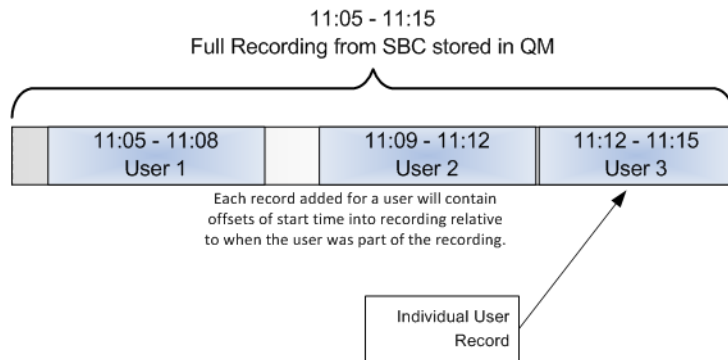 11:05 - 11:15
Full Recording from SBC stored in QM
11:05 - 11:08
User 1
11:09 - 11:12
User 2
11:12 - 11:15
User 3
Each record added for a user will contain
offsets of start time into recording relative
to when the user was part of the recording.
Individual User
Record